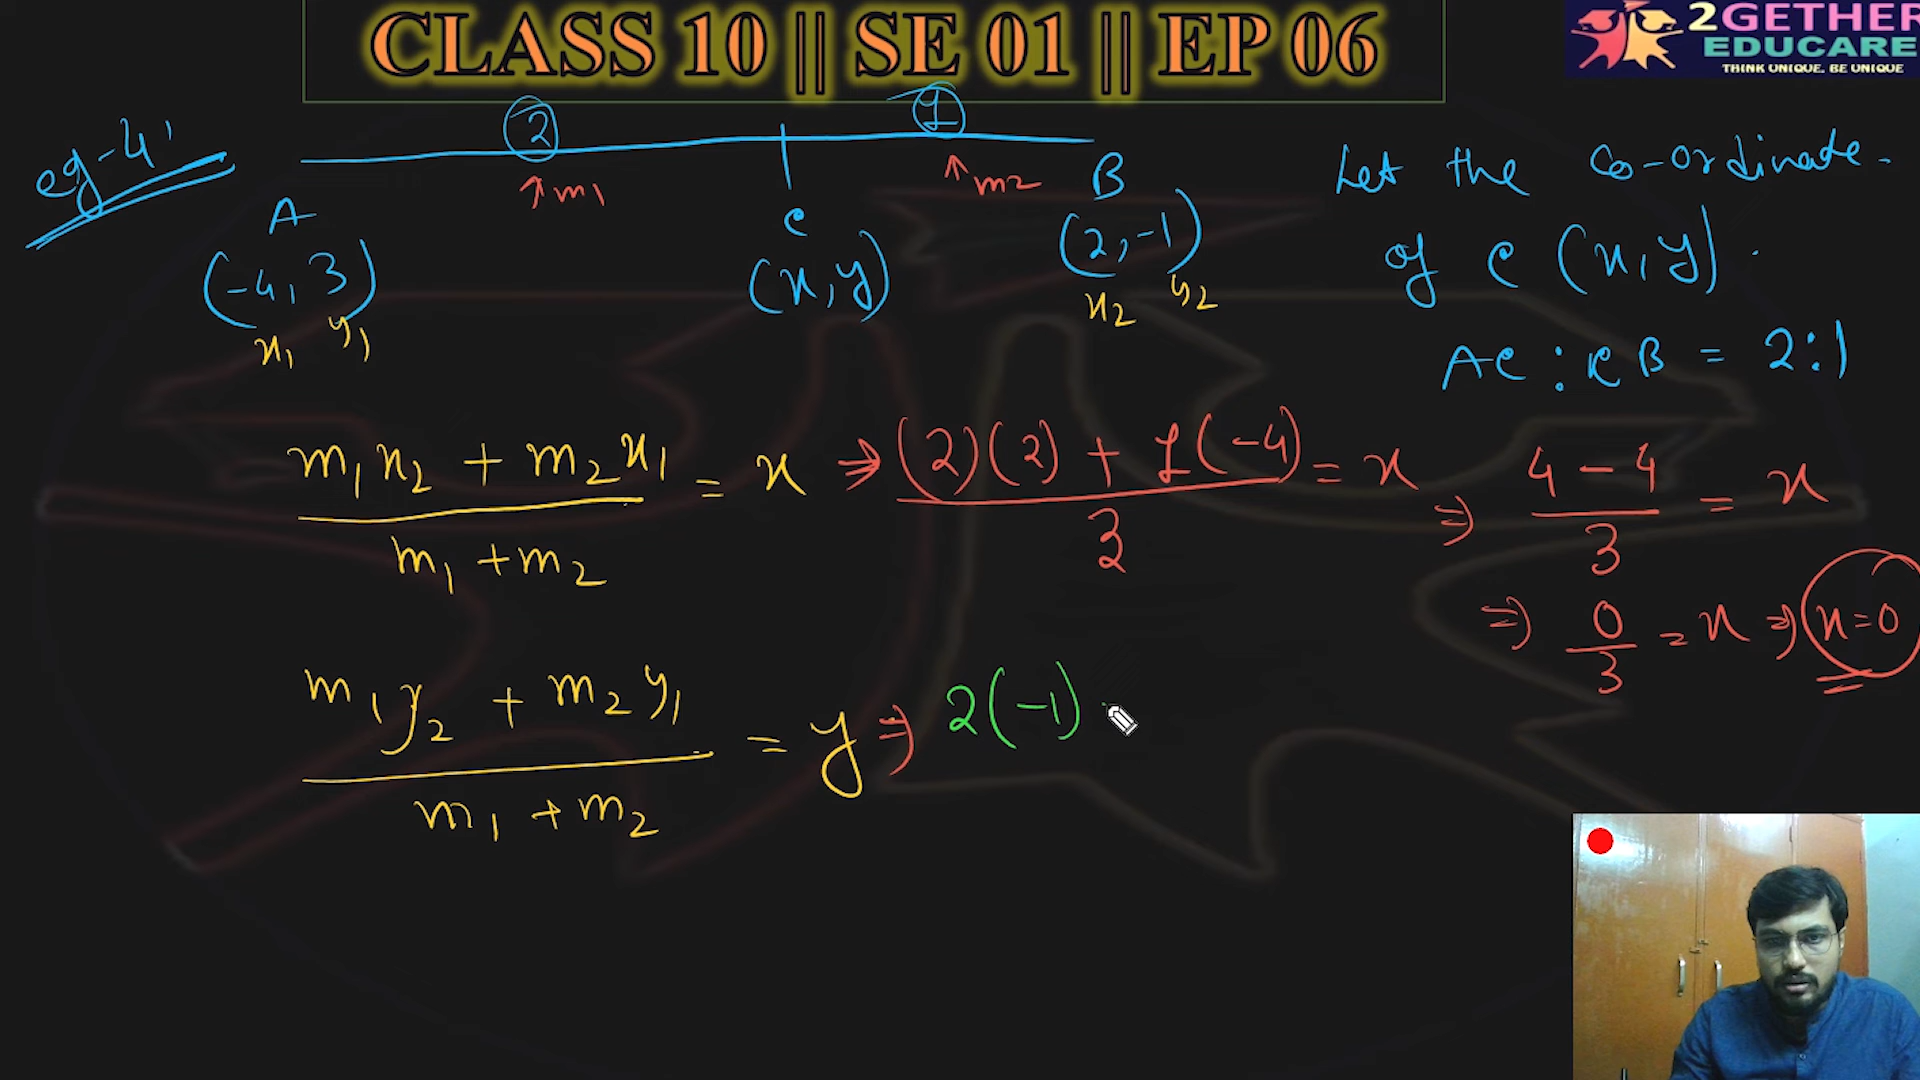 CLASS 10 || SE 01 || EP 06
2GETHER
EDUCARE
THINK UNIQUE, BE UNIQUE
eg-4'
2 1
↑m₁ ↑m₂
A C B
(-4, 3) (x, y) (2, -1)
x₁ y₁ x₂ y₂
Let the Co-ordinate.
of C (x, y).
AC : CB = 2:1
(m₁x₂ + m₂x₁)/(m₁ + m₂) = x ⇒ ((2)(2) + 1(-4))/3 = x ⇒ (4 - 4)/3 = x
⇒ 0/3 = x ⇒ x=0
(m₁y₂ + m₂y₁)/(m₁ + m₂) = y ⇒ 2(-1)